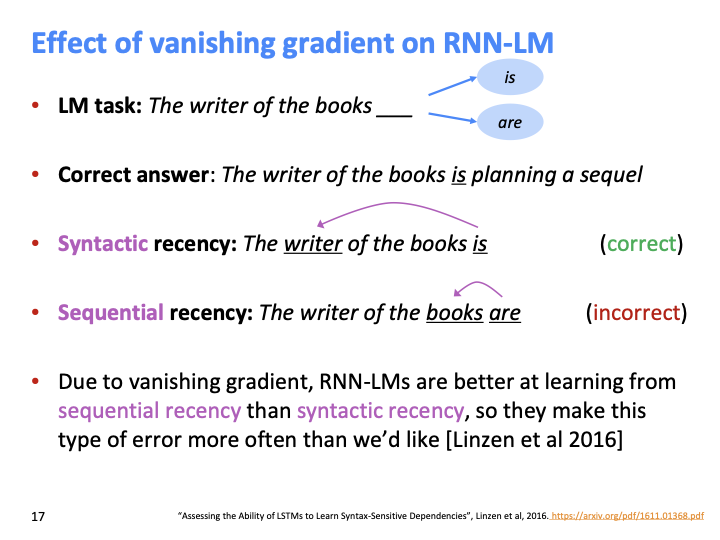 Effect of vanishing gradient on RNN-LM
is
• LM task: The writer of the books ___
are
• Correct answer: The writer of the books is planning a sequel
• Syntactic recency: The writer of the books is (correct)
• Sequential recency: The writer of the books are (incorrect)
• Due to vanishing gradient, RNN-LMs are better at learning from
sequential recency than syntactic recency, so they make this
type of error more often than we’d like [Linzen et al 2016]
17 “Assessing the Ability of LSTMs to Learn Syntax-Sensitive Dependencies”, Linzen et al, 2016. https://arxiv.org/pdf/1611.01368.pdf